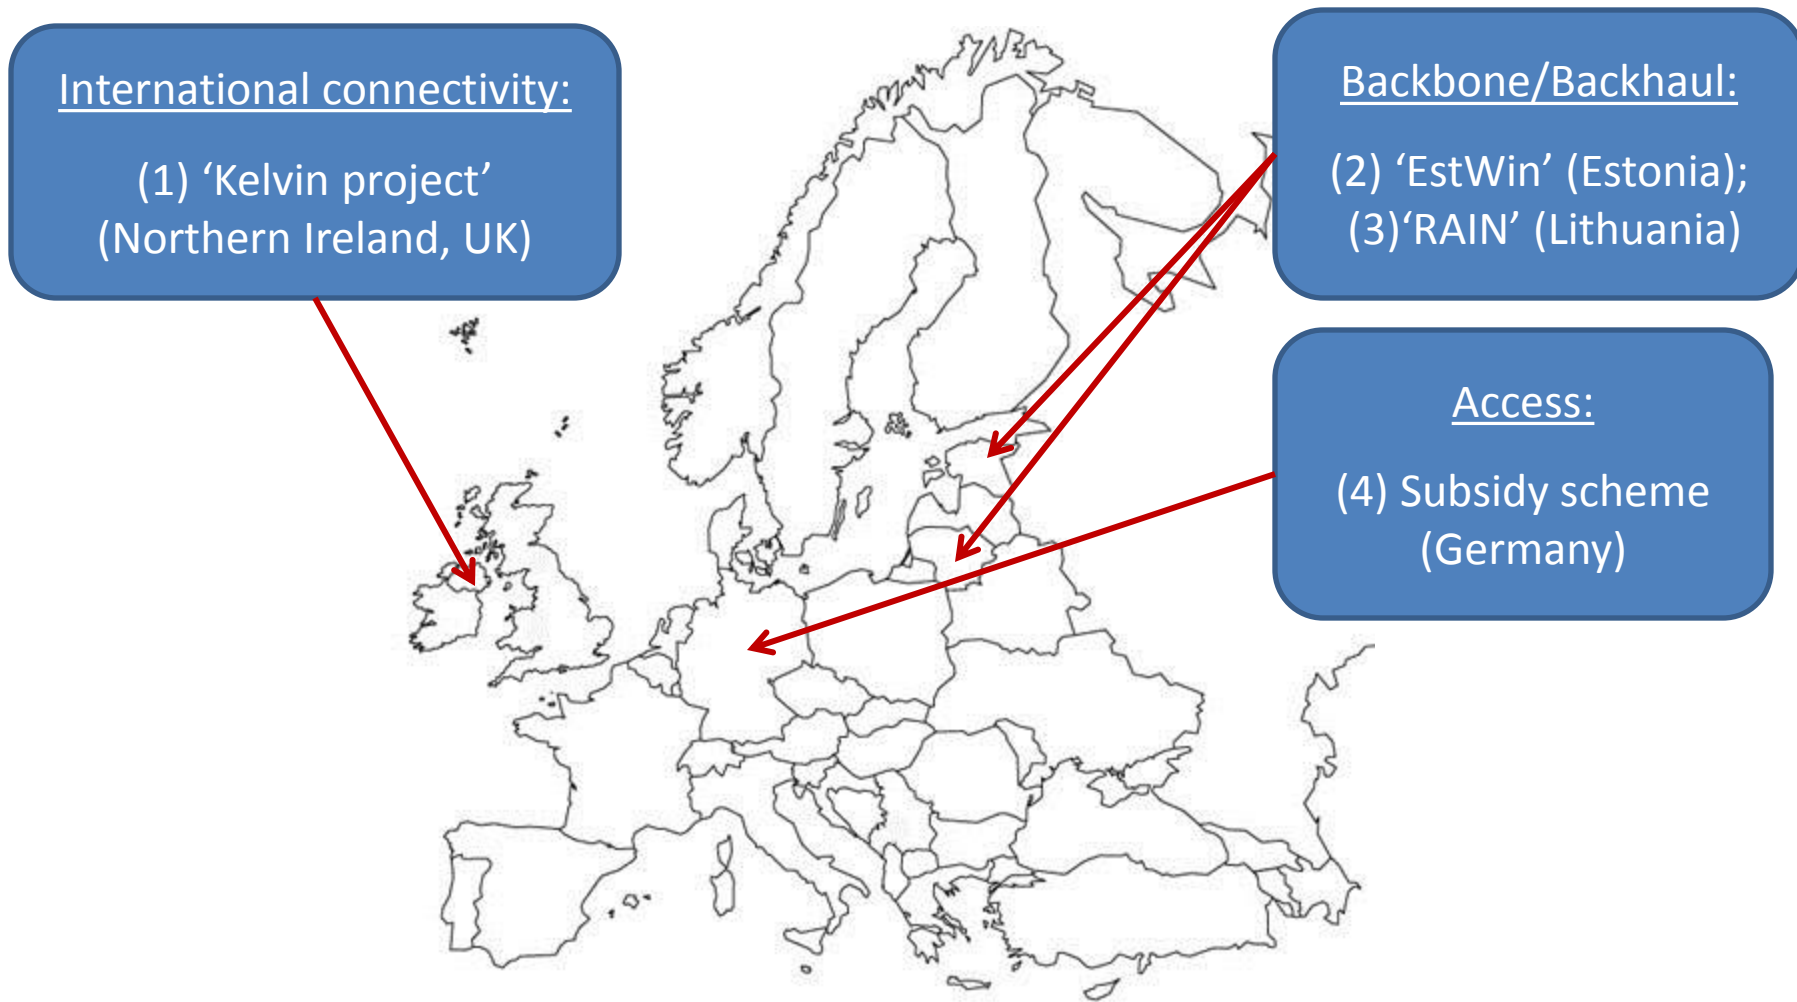 International connectivity:
(1) ‘Kelvin project’
(Northern Ireland, UK)
Backbone/Backhaul:
(2) ‘EstWin’ (Estonia);
(3)‘RAIN’ (Lithuania)
Access:
(4) Subsidy scheme
(Germany)